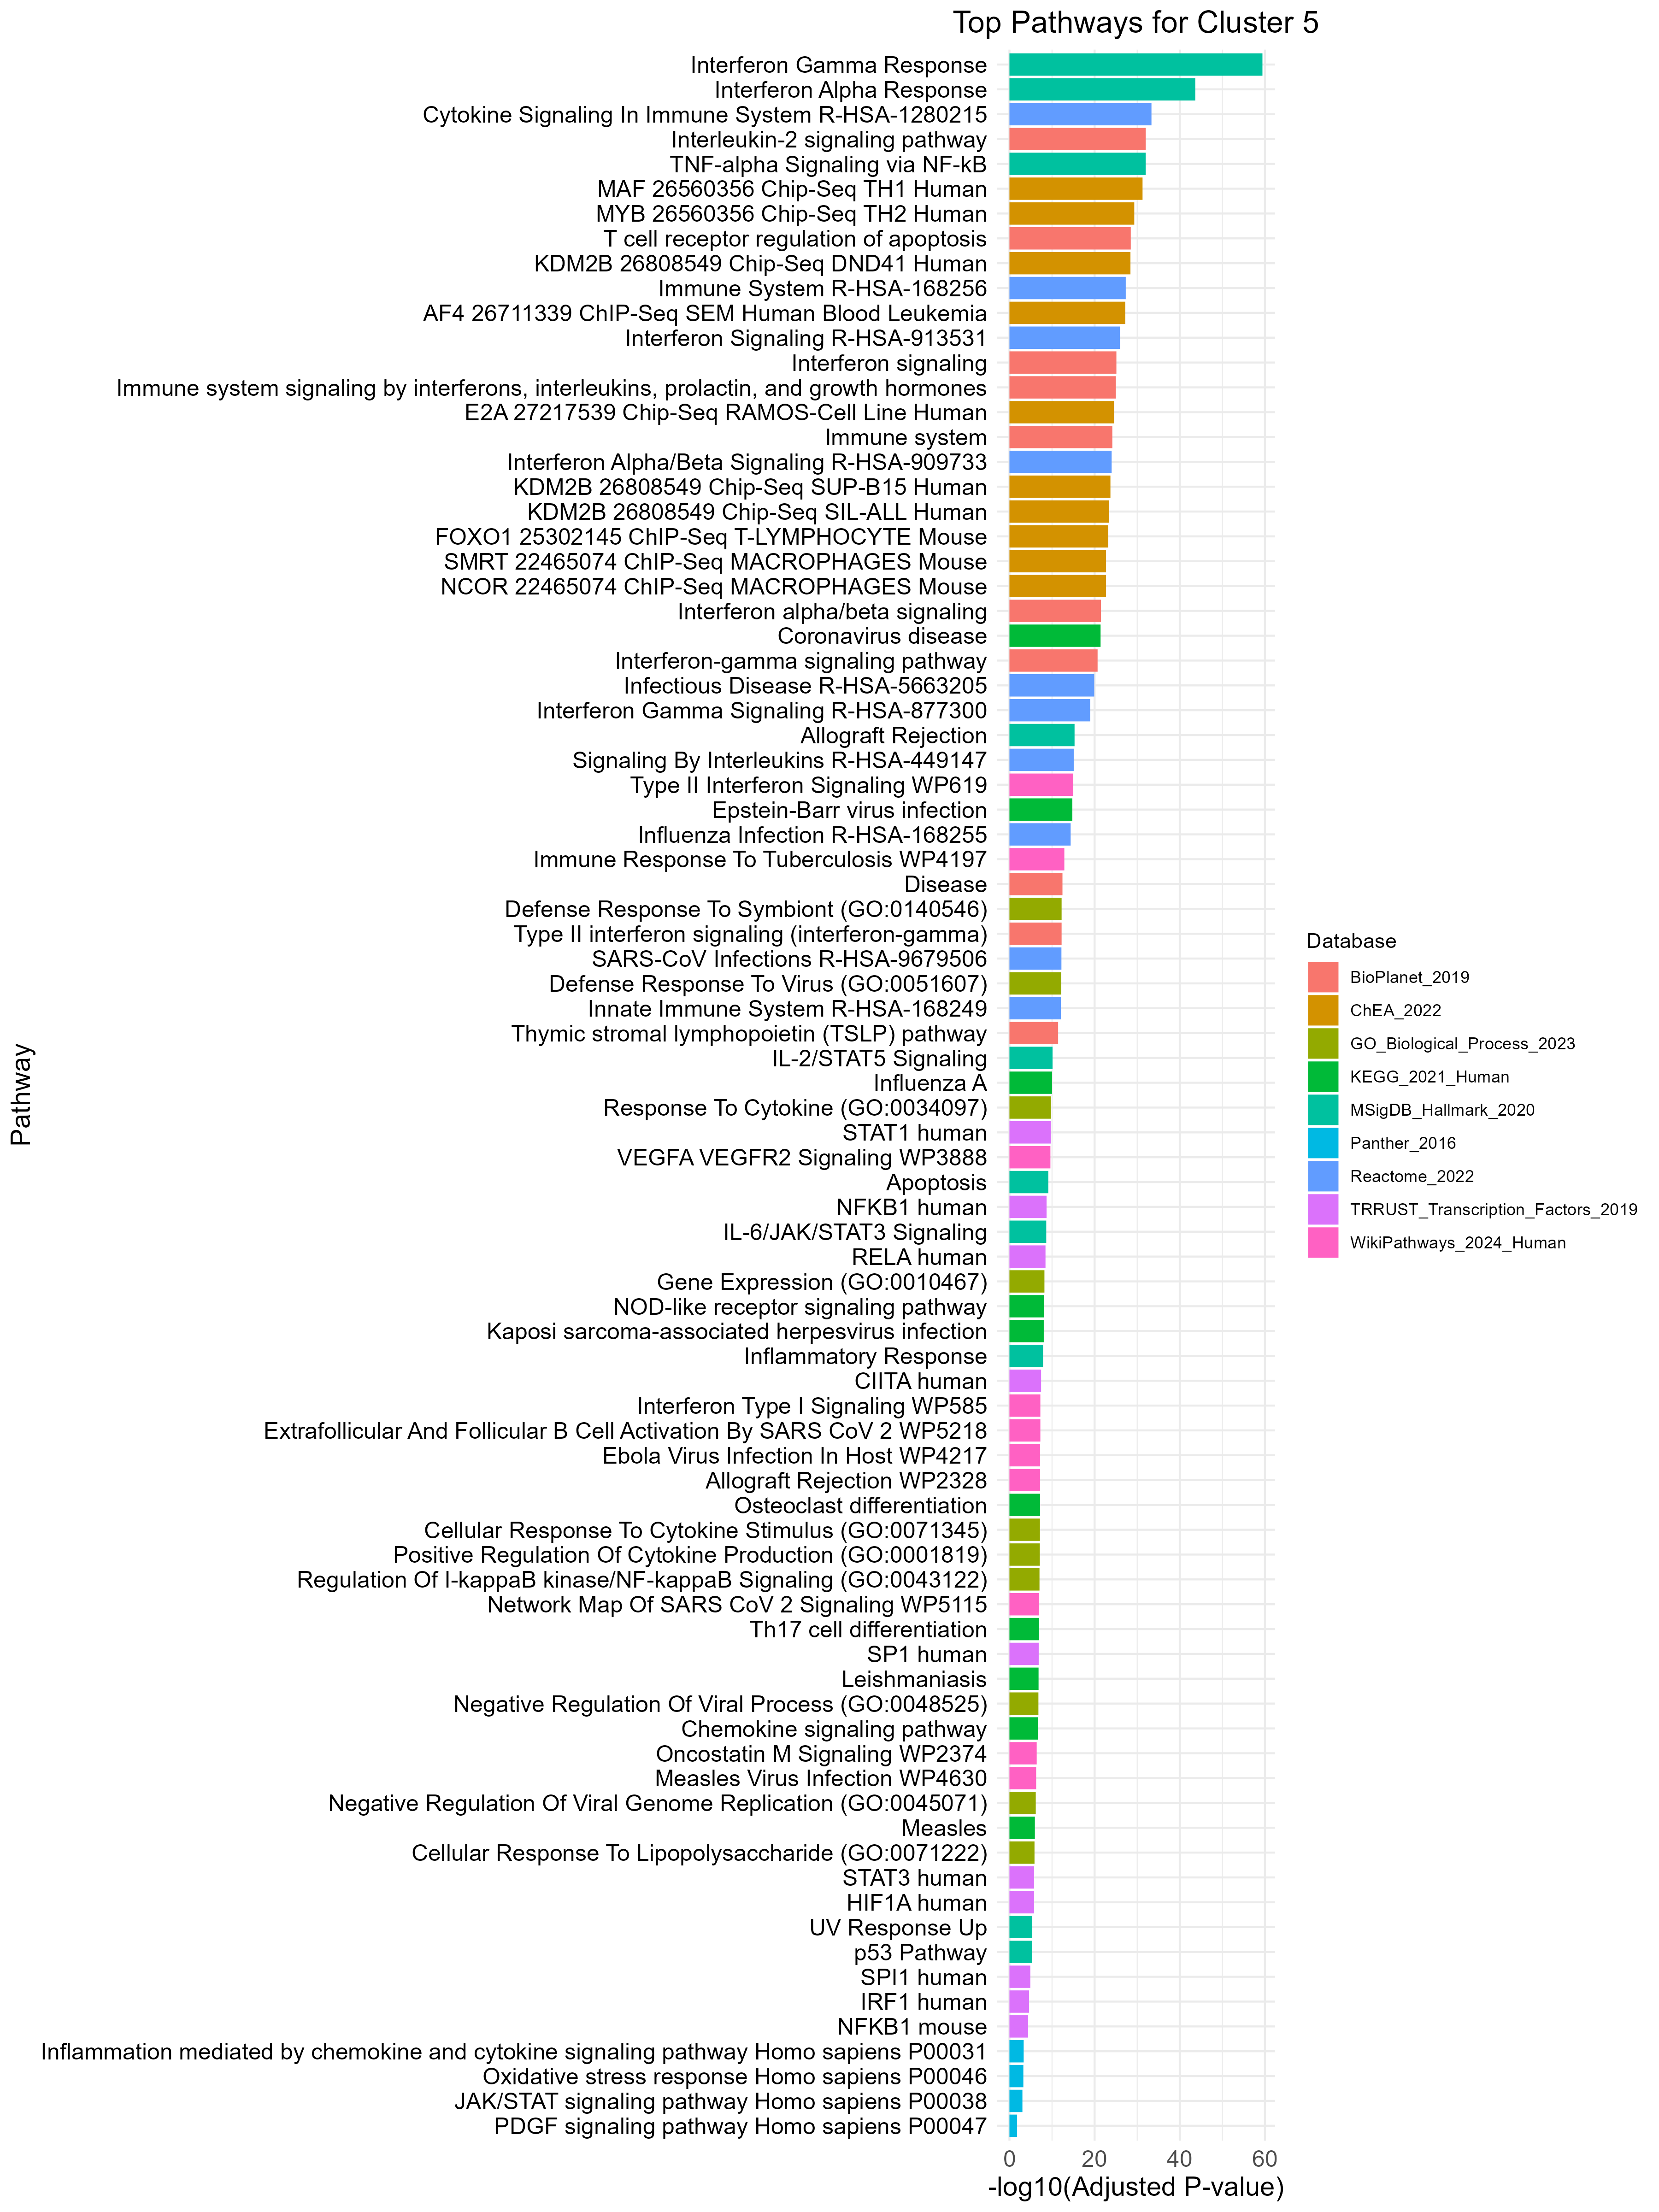 Top Pathways for Cluster 5
Interferon Gamma Response
Interferon Alpha Response
Cytokine Signaling In Immune System R-HSA-1280215
Interleukin-2 signaling pathway
TNF-alpha Signaling via NF-kB
MAF 26560356 Chip-Seq TH1 Human
MYB 26560356 Chip-Seq TH2 Human
T cell receptor regulation of apoptosis
KDM2B 26808549 Chip-Seq DND41 Human
Immune System R-HSA-168256
AF4 26711339 ChIP-Seq SEM Human Blood Leukemia
Interferon Signaling R-HSA-913531
Interferon signaling
Immune system signaling by interferons, interleukins, prolactin, and growth hormones
E2A 27217539 Chip-Seq RAMOS-Cell Line Human
Immune system
Interferon Alpha/Beta Signaling R-HSA-909733
KDM2B 26808549 Chip-Seq SUP-B15 Human
KDM2B 26808549 Chip-Seq SIL-ALL Human
FOXO1 25302145 ChIP-Seq T-LYMPHOCYTE Mouse
SMRT 22465074 ChIP-Seq MACROPHAGES Mouse
NCOR 22465074 ChIP-Seq MACROPHAGES Mouse
Interferon alpha/beta signaling
Coronavirus disease
Interferon-gamma signaling pathway
Infectious Disease R-HSA-5663205
Interferon Gamma Signaling R-HSA-877300
Allograft Rejection
Signaling By Interleukins R-HSA-449147
Type II Interferon Signaling WP619
Epstein-Barr virus infection
Influenza Infection R-HSA-168255
Immune Response To Tuberculosis WP4197
Disease
Defense Response To Symbiont (GO:0140546)
Type II interferon signaling (interferon-gamma)
SARS-CoV Infections R-HSA-9679506
Defense Response To Virus (GO:0051607)
Innate Immune System R-HSA-168249
Thymic stromal lymphopoietin (TSLP) pathway
IL-2/STAT5 Signaling
Influenza A
Response To Cytokine (GO:0034097)
STAT1 human
VEGFA VEGFR2 Signaling WP3888
Apoptosis
NFKB1 human
IL-6/JAK/STAT3 Signaling
RELA human
Gene Expression (GO:0010467)
NOD-like receptor signaling pathway
Kaposi sarcoma-associated herpesvirus infection
Inflammatory Response
CIITA human
Interferon Type I Signaling WP585
Extrafollicular And Follicular B Cell Activation By SARS CoV 2 WP5218
Ebola Virus Infection In Host WP4217
Allograft Rejection WP2328
Osteoclast differentiation
Cellular Response To Cytokine Stimulus (GO:0071345)
Positive Regulation Of Cytokine Production (GO:0001819)
Regulation Of I-kappaB kinase/NF-kappaB Signaling (GO:0043122)
Network Map Of SARS CoV 2 Signaling WP5115
Th17 cell differentiation
SP1 human
Leishmaniasis
Negative Regulation Of Viral Process (GO:0048525)
Chemokine signaling pathway
Oncostatin M Signaling WP2374
Measles Virus Infection WP4630
Negative Regulation Of Viral Genome Replication (GO:0045071)
Measles
Cellular Response To Lipopolysaccharide (GO:0071222)
STAT3 human
HIF1A human
UV Response Up
p53 Pathway
SPI1 human
IRF1 human
NFKB1 mouse
Inflammation mediated by chemokine and cytokine signaling pathway Homo sapiens P00031
Oxidative stress response Homo sapiens P00046
JAK/STAT signaling pathway Homo sapiens P00038
PDGF signaling pathway Homo sapiens P00047
0 20 40 60
-log10(Adjusted P-value)
Pathway
Database
BioPlanet_2019
ChEA_2022
GO_Biological_Process_2023
KEGG_2021_Human
MSigDB_Hallmark_2020
Panther_2016
Reactome_2022
TRRUST_Transcription_Factors_2019
WikiPathways_2024_Human